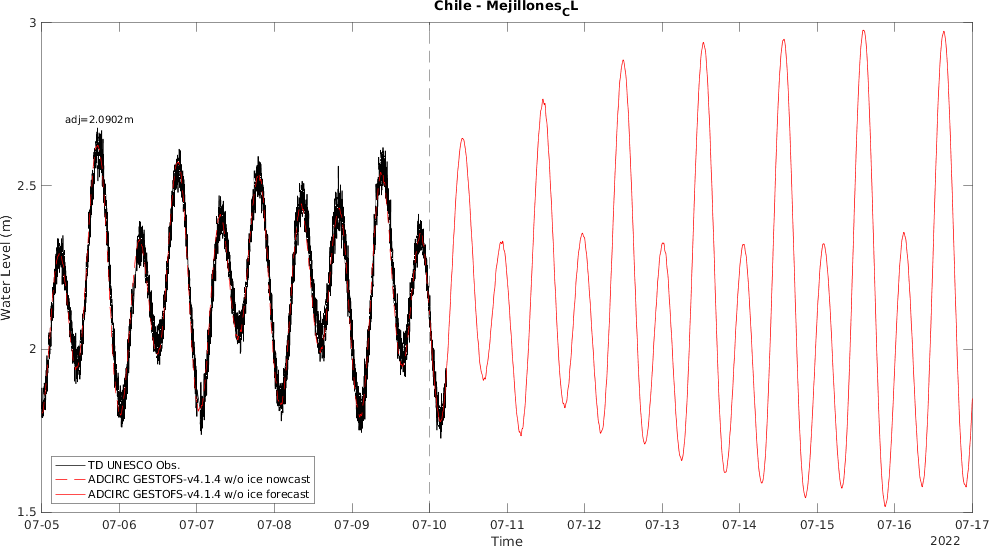 Chile - Mejillones_CL
3
adj=2.0902m
2.5
Water Level (m)
2
TD UNESCO Obs.
ADCIRC GESTOFS-v4.1.4 w/o ice nowcast
ADCIRC GESTOFS-v4.1.4 w/o ice forecast
1.5
07-05 07-06 07-07 07-08 07-09 07-10 07-11 07-12 07-13 07-14 07-15 07-16 07-17
Time
2022